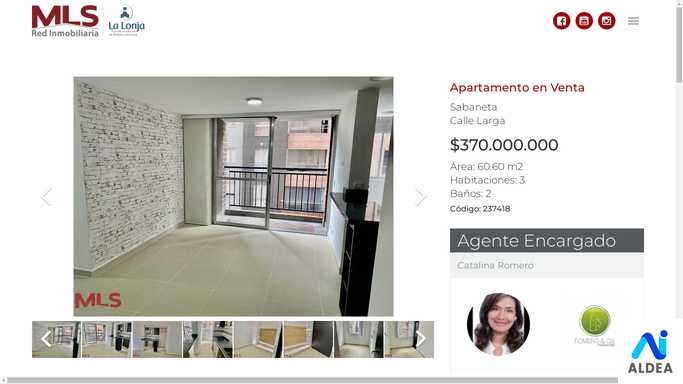 MLS
Red Inmobiliaria
La Lonja
Apartamento en Venta
Sabaneta
Calle Larga
$370.000.000
Área: 60.60 m2
Habitaciones: 3
Baños: 2
Código: 237418
MLS
Agente Encargado
Catalina Romero
ROMERO & Cía
ALDEA